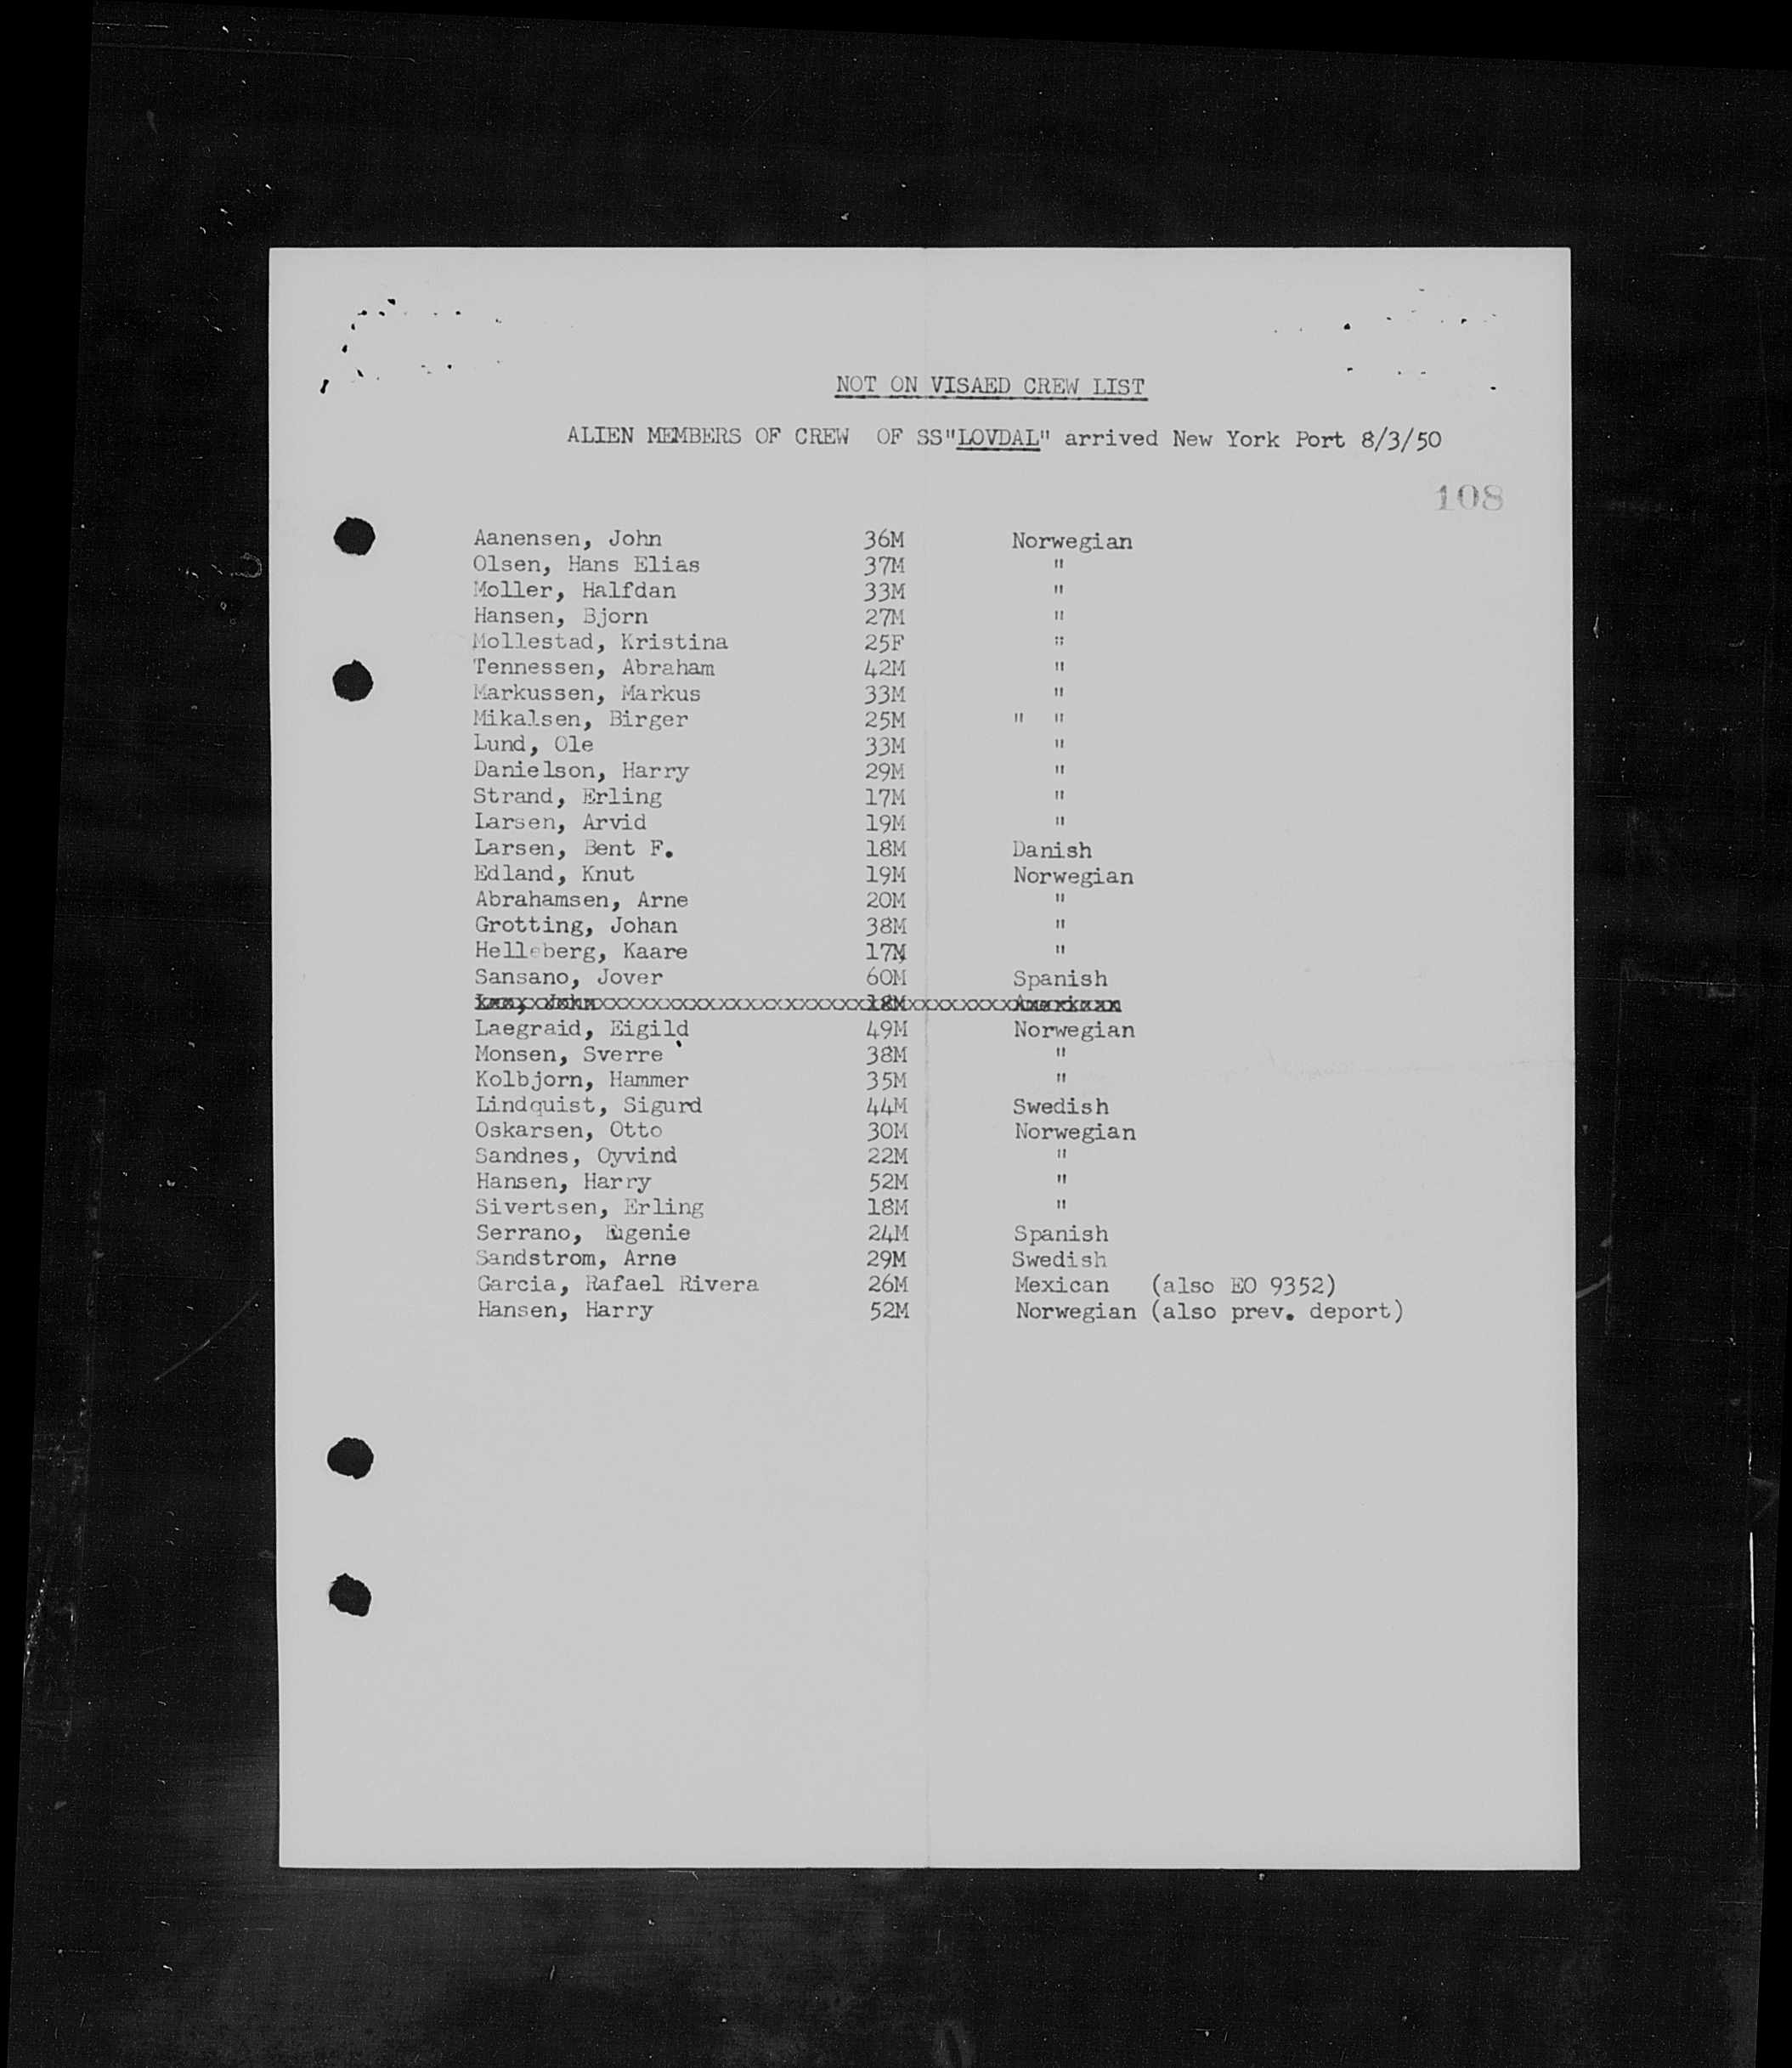 NOT ON VISAED CREW LIST
ALIEN MEMBERS OF CREW OF SS"LOVDAL" arrived New York Port 8/3/50
108
Aanensen, John 36M Norwegian
Olsen, Hans Elias 37M "
Moller, Halfdan 33M "
Hansen, Bjorn 27M "
Mollestad, Kristina 25F "
Tennessen, Abraham 42M "
Markussen, Markus 33M "
Mikalsen, Birger 25M " "
Lund, Ole 33M "
Danielson, Harry 29M "
Strand, Erling 17M "
Larsen, Arvid 19M "
Larsen, Bent F. 18M Danish
Edland, Knut 19M Norwegian
Abrahamsen, Arne 20M "
Grotting, Johan 38M "
Helleberg, Kaare 17M "
Sansano, Jover 60M Spanish
John 18M American
Laegraid, Eigild 49M Norwegian
Monsen, Sverre 38M "
Kolbjorn, Hammer 35M "
Lindquist, Sigurd 44M Swedish
Oskarsen, Otto 30M Norwegian
Sandnes, Oyvind 22M "
Hansen, Harry 52M "
Sivertsen, Erling 18M "
Serrano, Eugenie 24M Spanish
Sandstrom, Arne 29M Swedish
Garcia, Rafael Rivera 26M Mexican (also EO 9352)
Hansen, Harry 52M Norwegian (also prev. deport)